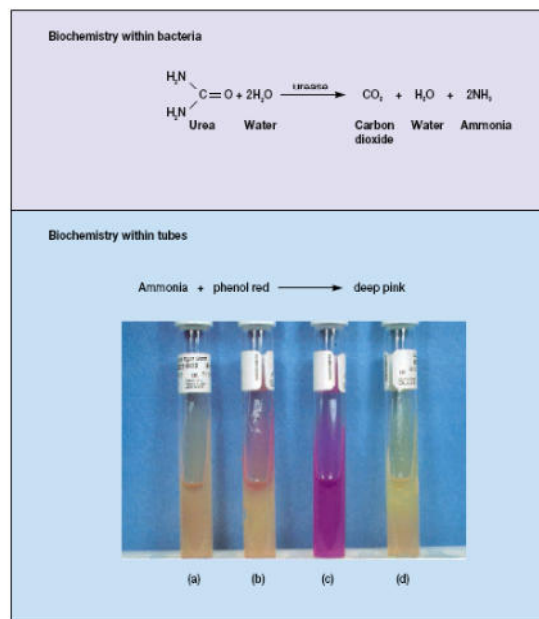 Biochemistry within bacteria
H₂N
C=O + 2H₂O urease CO₂ + H₂O + 2NH₃
H₂N
Urea Water Carbon dioxide Water Ammonia
Biochemistry within tubes
Ammonia + phenol red deep pink
(a) (b) (c) (d)